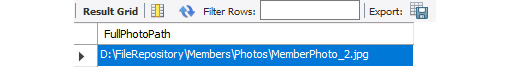 Result Grid Filter Rows: Export:
FullPhotoPath
D:\FileRepository\Members\Photos\MemberPhoto_2.jpg